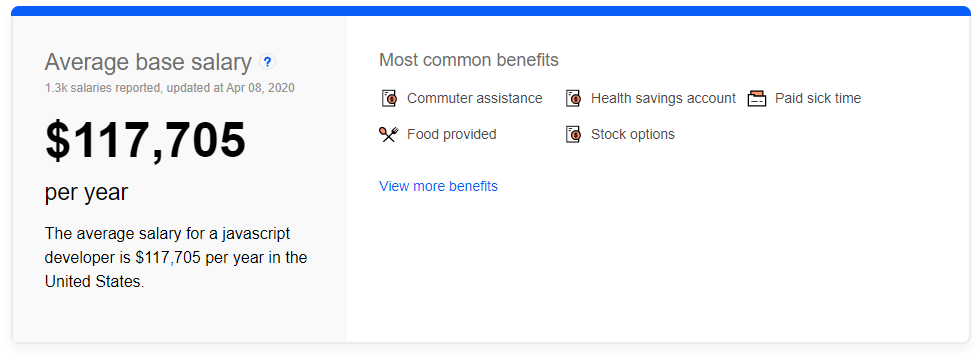 Average base salary ?
1.3k salaries reported, updated at Apr 08, 2020
$117,705
per year
The average salary for a javascript
developer is $117,705 per year in the
United States.
Most common benefits
Commuter assistance Health savings account Paid sick time
Food provided Stock options
View more benefits